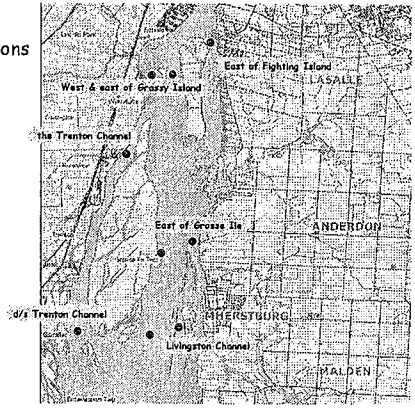 ons
East of Fighting Island
LASALLE
West & east of Grassy Island
the Trenton Channel
East of Grosse Ile
ANDERDON
d/s Trenton Channel
MHERSTBURG
Livingston Channel
MALDEN